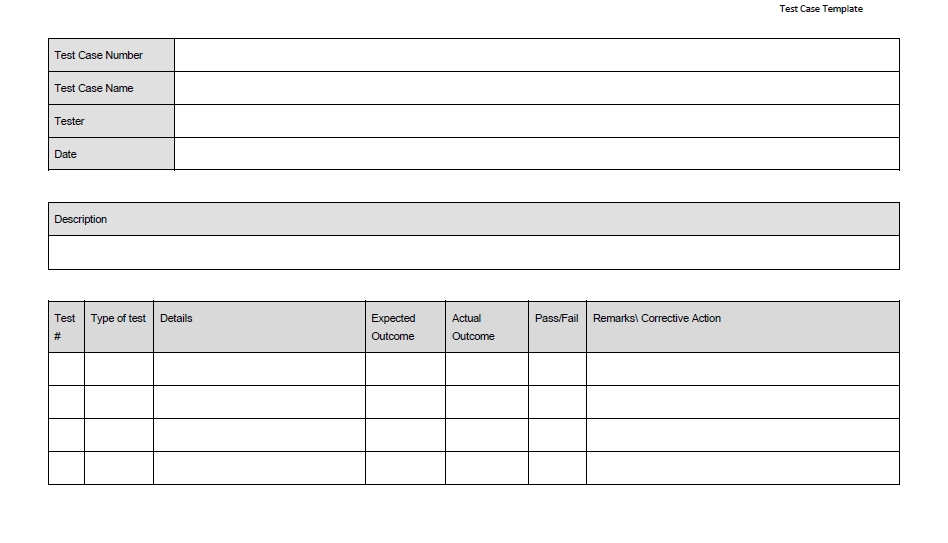 Test Case Template
Test Case Number
Test Case Name
Tester
Date
Description
Test
#
Type of test
Details
Expected
Outcome
Actual
Outcome
Pass/Fail
Remarks\ Corrective Action